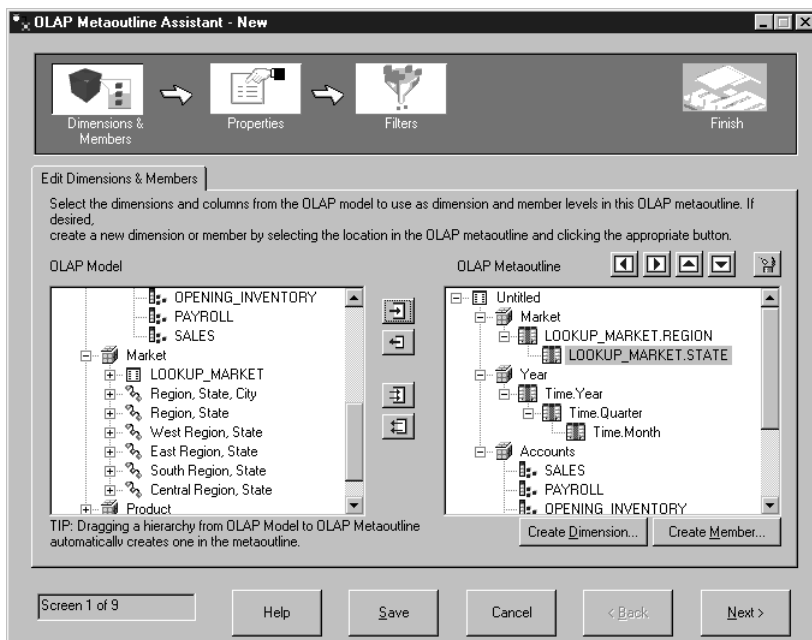 OLAP Metaoutline Assistant - New
Dimensions &
Members
Properties
Filters
Finish
Edit Dimensions & Members
Select the dimensions and columns from the OLAP model to use as dimension and member levels in this OLAP metaoutline. If
desired,
create a new dimension or member by selecting the location in the OLAP metaoutline and clicking the appropriate button.
OLAP Model
OPENING_INVENTORY
PAYROLL
SALES
Market
LOOKUP_MARKET
Region, State, City
Region, State
West Region, State
East Region, State
South Region, State
Central Region, State
Product
TIP: Dragging a hierarchy from OLAP Model to OLAP Metaoutline
automatically creates one in the metaoutline.
OLAP Metaoutline
Untitled
Market
LOOKUP_MARKET.REGION
LOOKUP_MARKET.STATE
Year
Time.Year
Time.Quarter
Time.Month
Accounts
SALES
PAYROLL
OPENING_INVENTORY
Create Dimension...
Create Member...
Screen 1 of 9
Help
Save
Cancel
< Back
Next >